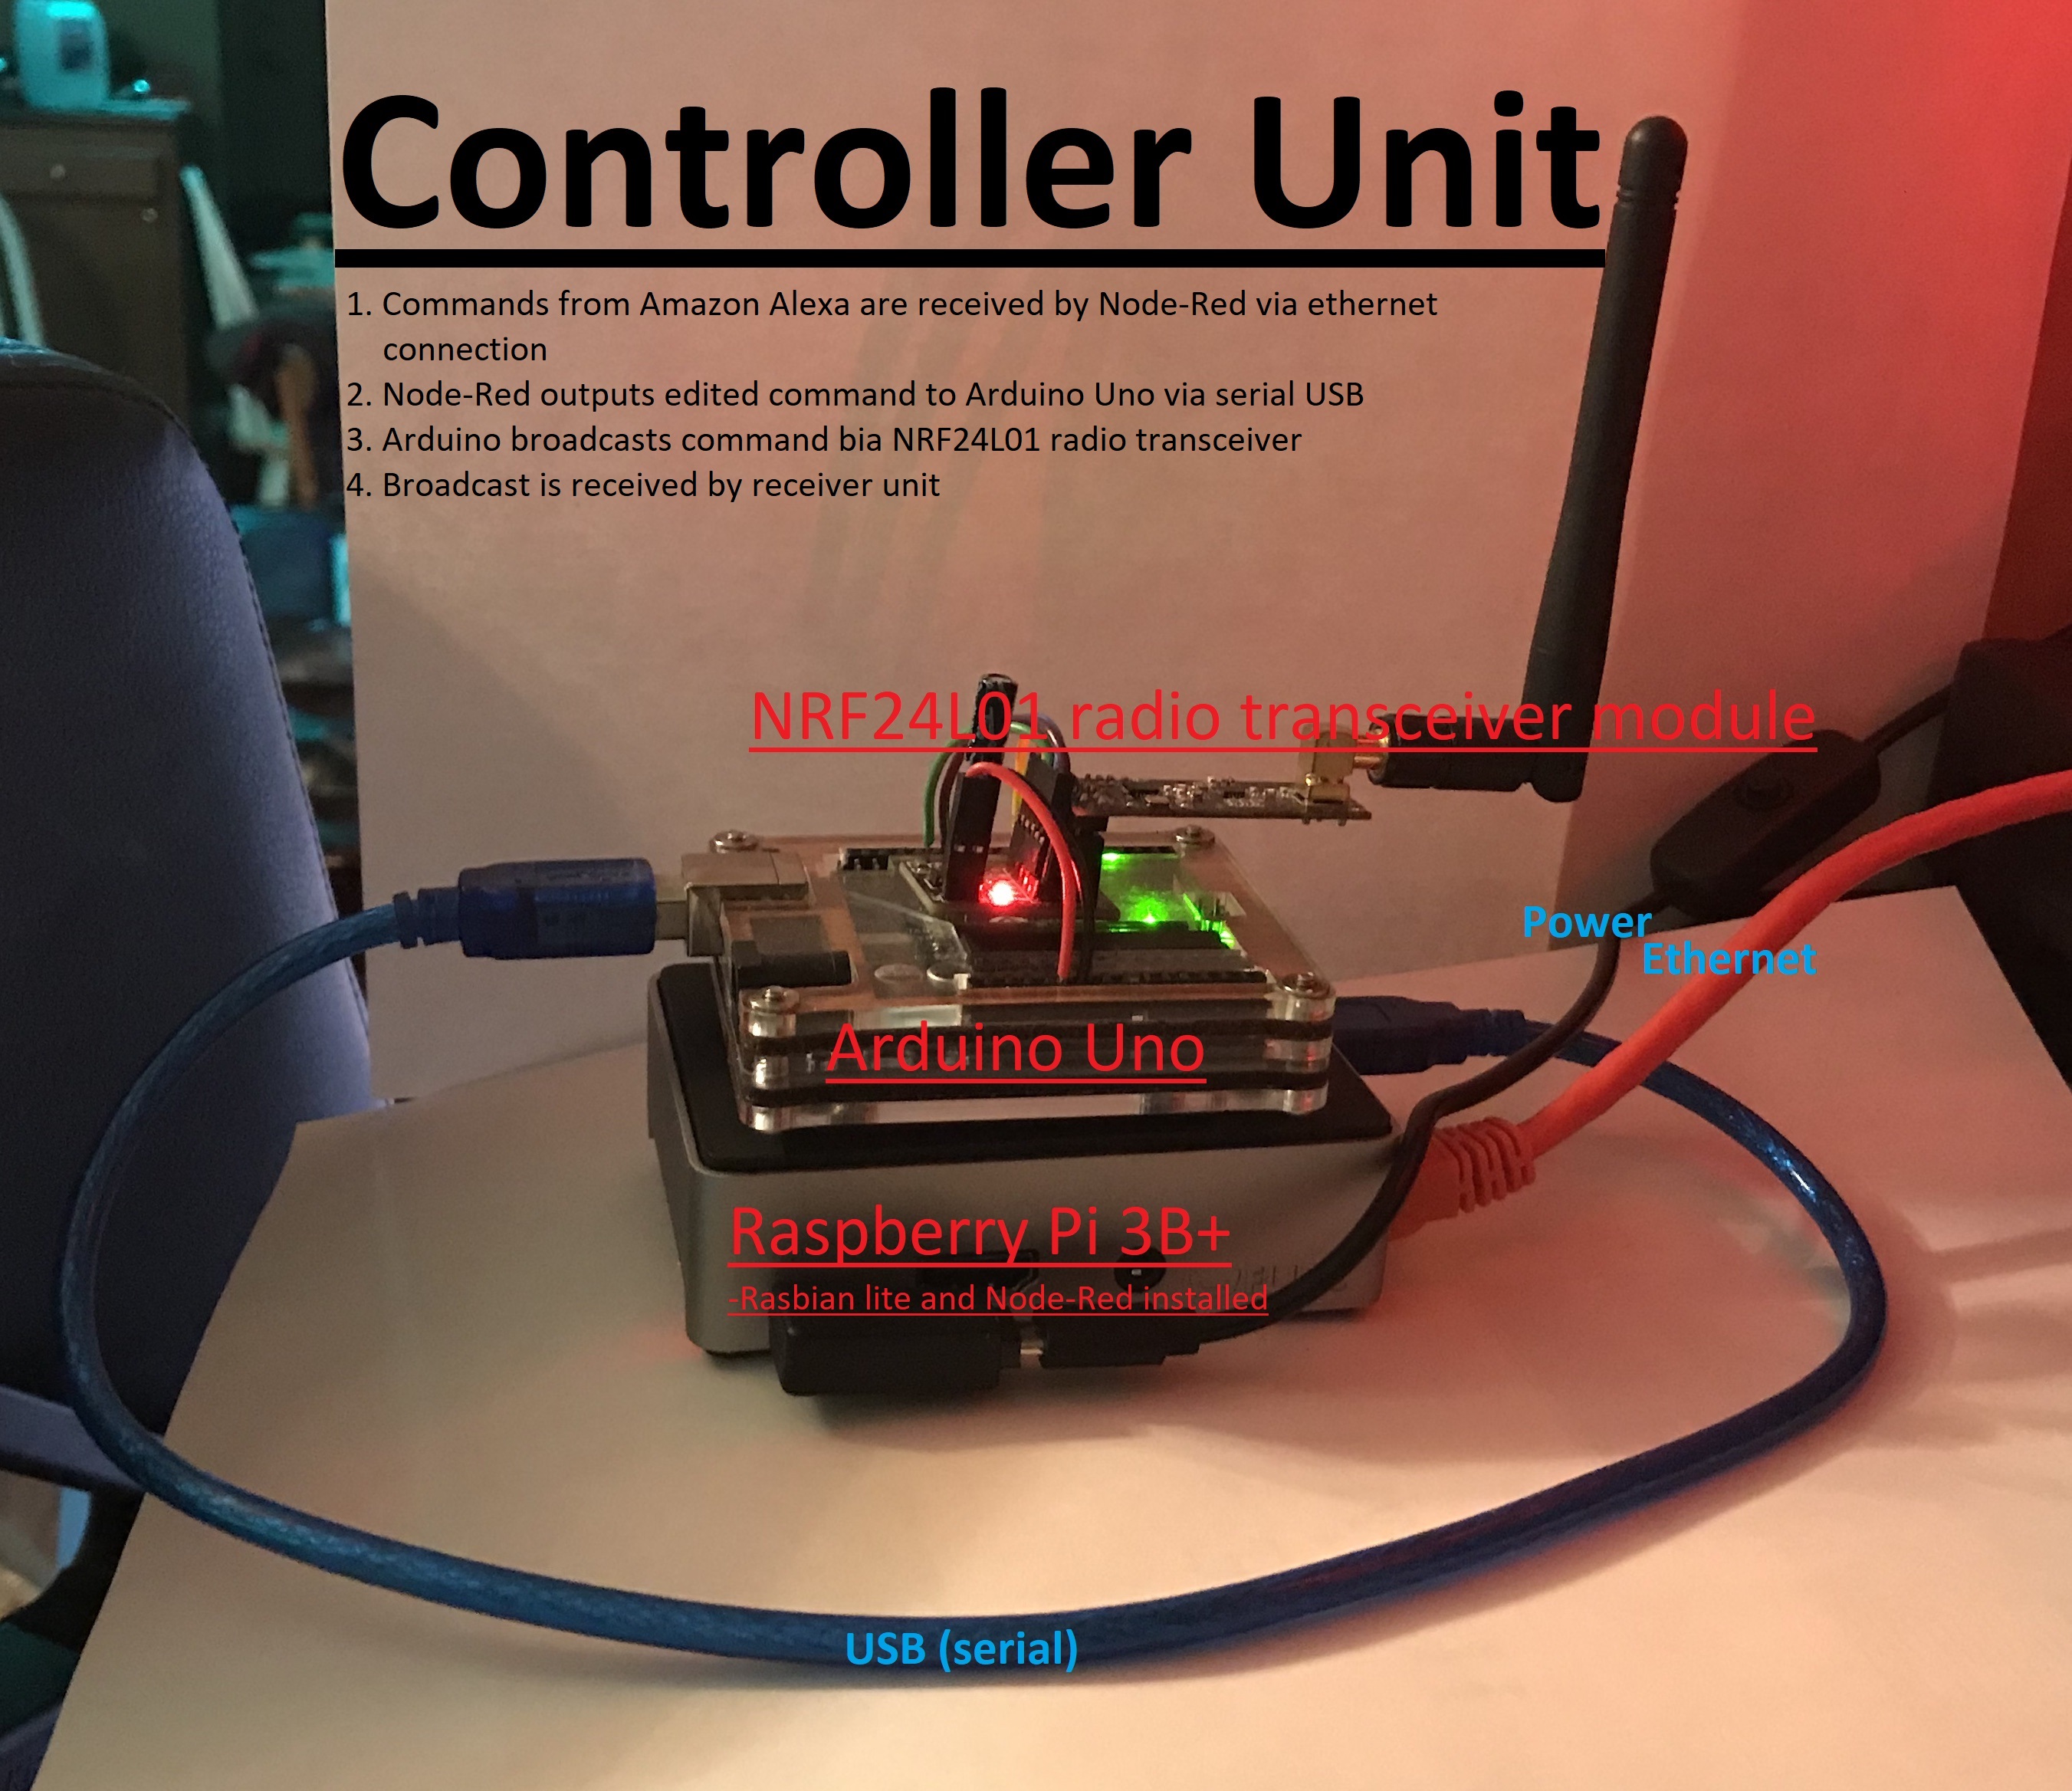 Controller Unit
1. Commands from Amazon Alexa are received by Node-Red via ethernet
connection
2. Node-Red outputs edited command to Arduino Uno via serial USB
3. Arduino broadcasts command bia NRF24L01 radio transceiver
4. Broadcast is received by receiver unit
NRF24L01 radio transceiver module
Power
Ethernet
Arduino Uno
Raspberry Pi 3B+
-Rasbian lite and Node-Red installed
USB (serial)